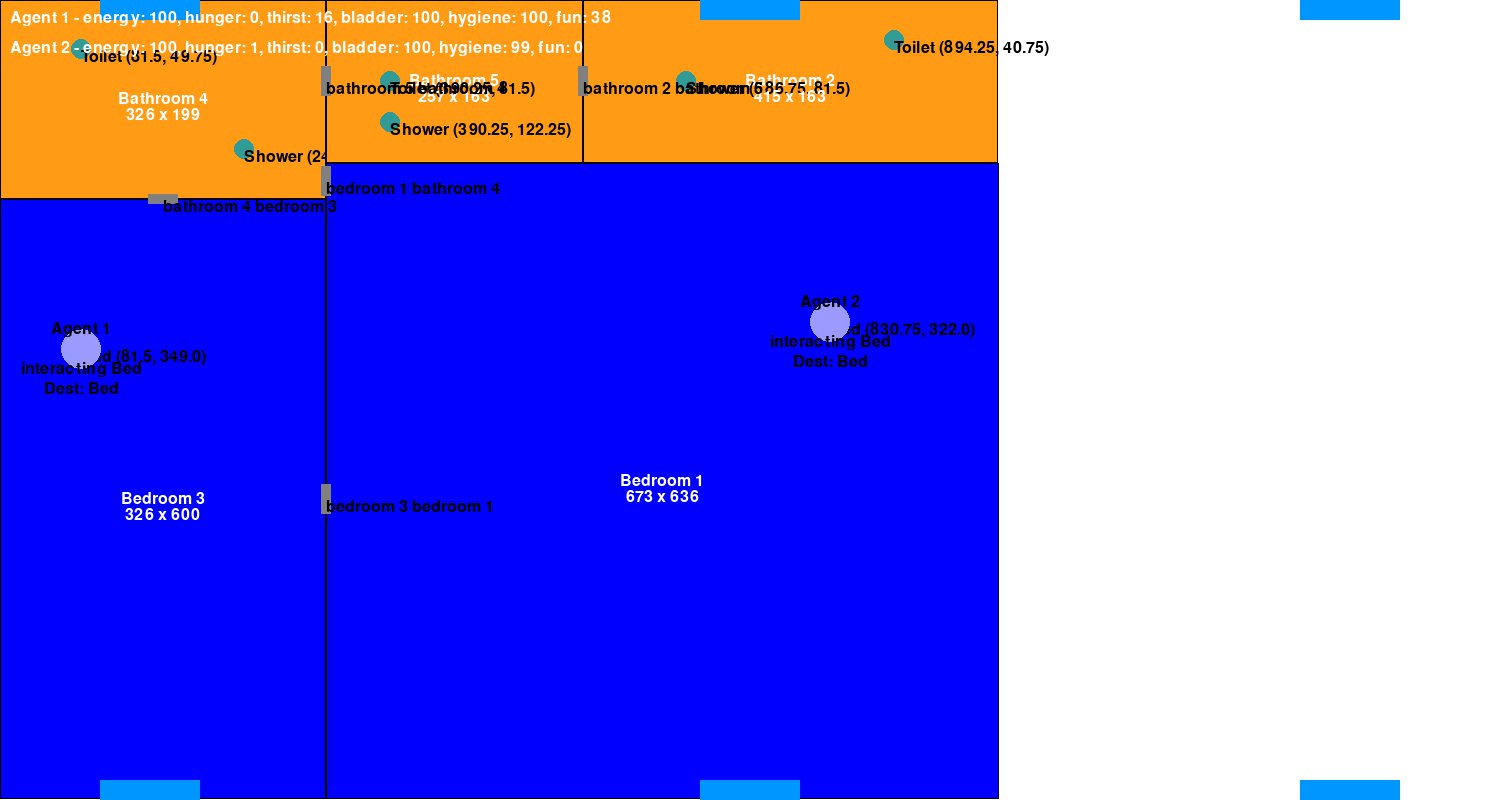 Agent 1 - energy: 100, hunger: 0, thirst: 16, bladder: 100, hygiene: 100, fun: 38
Agent 2 - energy: 100, hunger: 1, thirst: 0, bladder: 100, hygiene: 99, fun: 0
Toilet (894.25, 40.75)
Toilet (81.5, 49.75)
Bathroom 4
326 x 199
Bathroom 5
257 x 163
Bathroom 2
415 x 163
bathroom 5 bathroom 4
Toilet (390.25, 81.5)
bathroom 2 bathroom 5
Shower (685.75, 81.5)
Shower (390.25, 122.25)
Shower (24
bedroom 1 bathroom 4
bathroom 4 bedroom 3
Agent 2
(830.75, 322.0)
interacting Bed
Dest: Bed
Agent 1
(81.5, 349.0)
interacting Bed
Dest: Bed
Bedroom 1
673 x 636
Bedroom 3
326 x 600
bedroom 3 bedroom 1